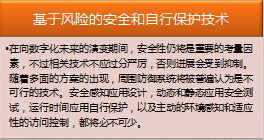 基于风险的安全和自行保护技术
•在向数字化未来的演变期间，安全性仍将是重要的考量因
素，不过相关技术不应过分严厉，否则进展会受到抑制。
随着多面的方案的出现，周围防御系统将被普遍认为是不
可行的技术。安全感知应用设计，动态和静态应用安全测
试，运行时间应用自行保护，以及主动的环境感知和适应
性的访问控制，都将必不可少。